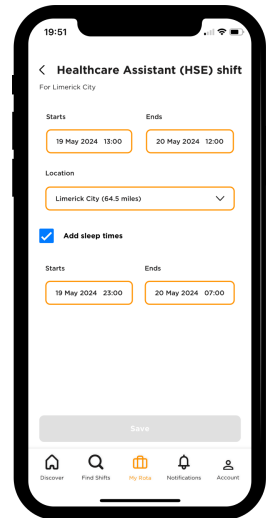 19:51
Healthcare Assistant (HSE) shift
For Limerick City
Starts Ends
19 May 2024 13:00 20 May 2024 12:00
Location
Limerick City (64.5 miles)
Add sleep times
Starts Ends
19 May 2024 23:00 20 May 2024 07:00
Save
Discover Find Shifts My Rota Notifications Account